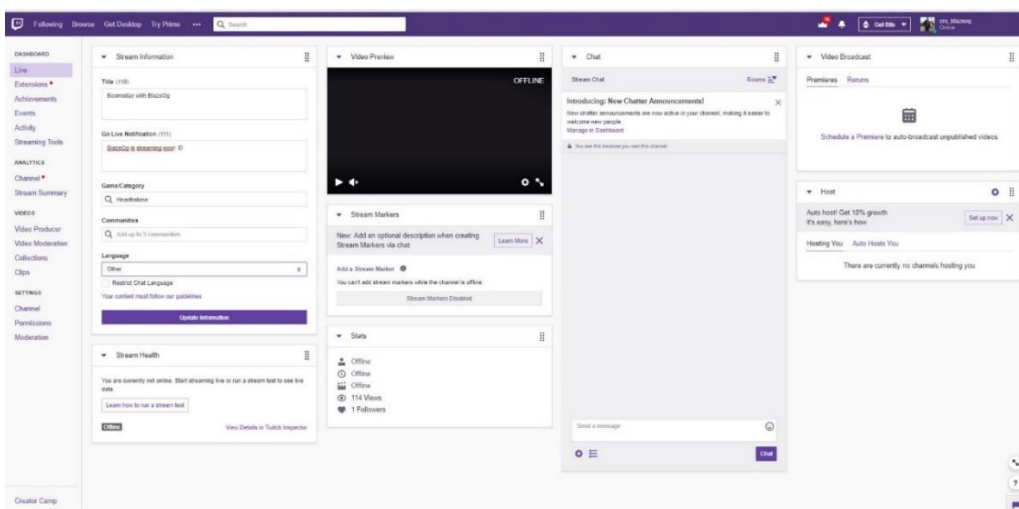 Following Browse Get Desktop Try Prime ••• Search
Get Bits
Online
DASHBOARD
Live
Extensions
Achievements
Events
Activity
Streaming Tools
ANALYTICS
Channel
Stream Summary
VIDEOS
Video Producer
Video Moderation
Collections
Clips
SETTINGS
Channel
Permissions
Moderation
Creator Camp
Stream Information
Title (118)
Boomsday with BlazeOg
Go Live Notification (111)
BlazeOg is streaming now! :D
Game/Category
Hearthstone
Communities
Add up to 3 communities
Language
Other
Restrict Chat Language
Your content must follow our guidelines
Update Information
Stream Health
You are currently not online. Start streaming live or run a stream test to see live
data.
Learn how to run a stream test
Offline
View Details in Twitch Inspector
Video Preview
OFFLINE
Stream Markers
New: Add an optional description when creating
Stream Markers via chat
Learn More
Add a Stream Marker
You can't add stream markers while the channel is offline.
Stream Markers Disabled
Stats
Offline
Offline
Offline
114 Views
1 Followers
Chat
Stream Chat
Rooms
Introducing: New Chatter Announcements!
New chatter announcements are now active in your channel, making it easier to
welcome new people.
Manage in Dashboard
You see this because you own this channel
Send a message
Chat
Video Broadcast
Premieres Reruns
Schedule a Premiere to auto-broadcast unpublished videos
Host
Auto host! Get 10% growth
It's easy, here's how
Set up now
Hosting You Auto Hosts You
There are currently no channels hosting you
?